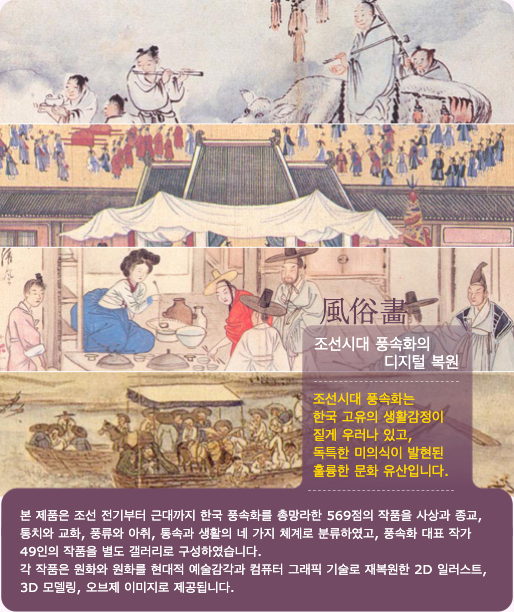 風俗畵
조선시대 풍속화의
디지털 복원
조선시대 풍속화는
한국 고유의 생활감정이
짙게 우러나 있고,
독특한 미의식이 발현된
훌륭한 문화 유산입니다.
본 제품은 조선 전기부터 근대까지 한국 풍속화를 총망라한 569점의 작품을 사상과 종교,
통치와 교화, 풍류와 아취, 통속과 생활의 네 가지 체계로 분류하였고, 풍속화 대표 작가
49인의 작품을 별도 갤러리로 구성하였습니다.
각 작품은 원화와 원화를 현대적 예술감각과 컴퓨터 그래픽 기술로 재복원한 2D 일러스트,
3D 모델링, 오브제 이미지로 제공됩니다.